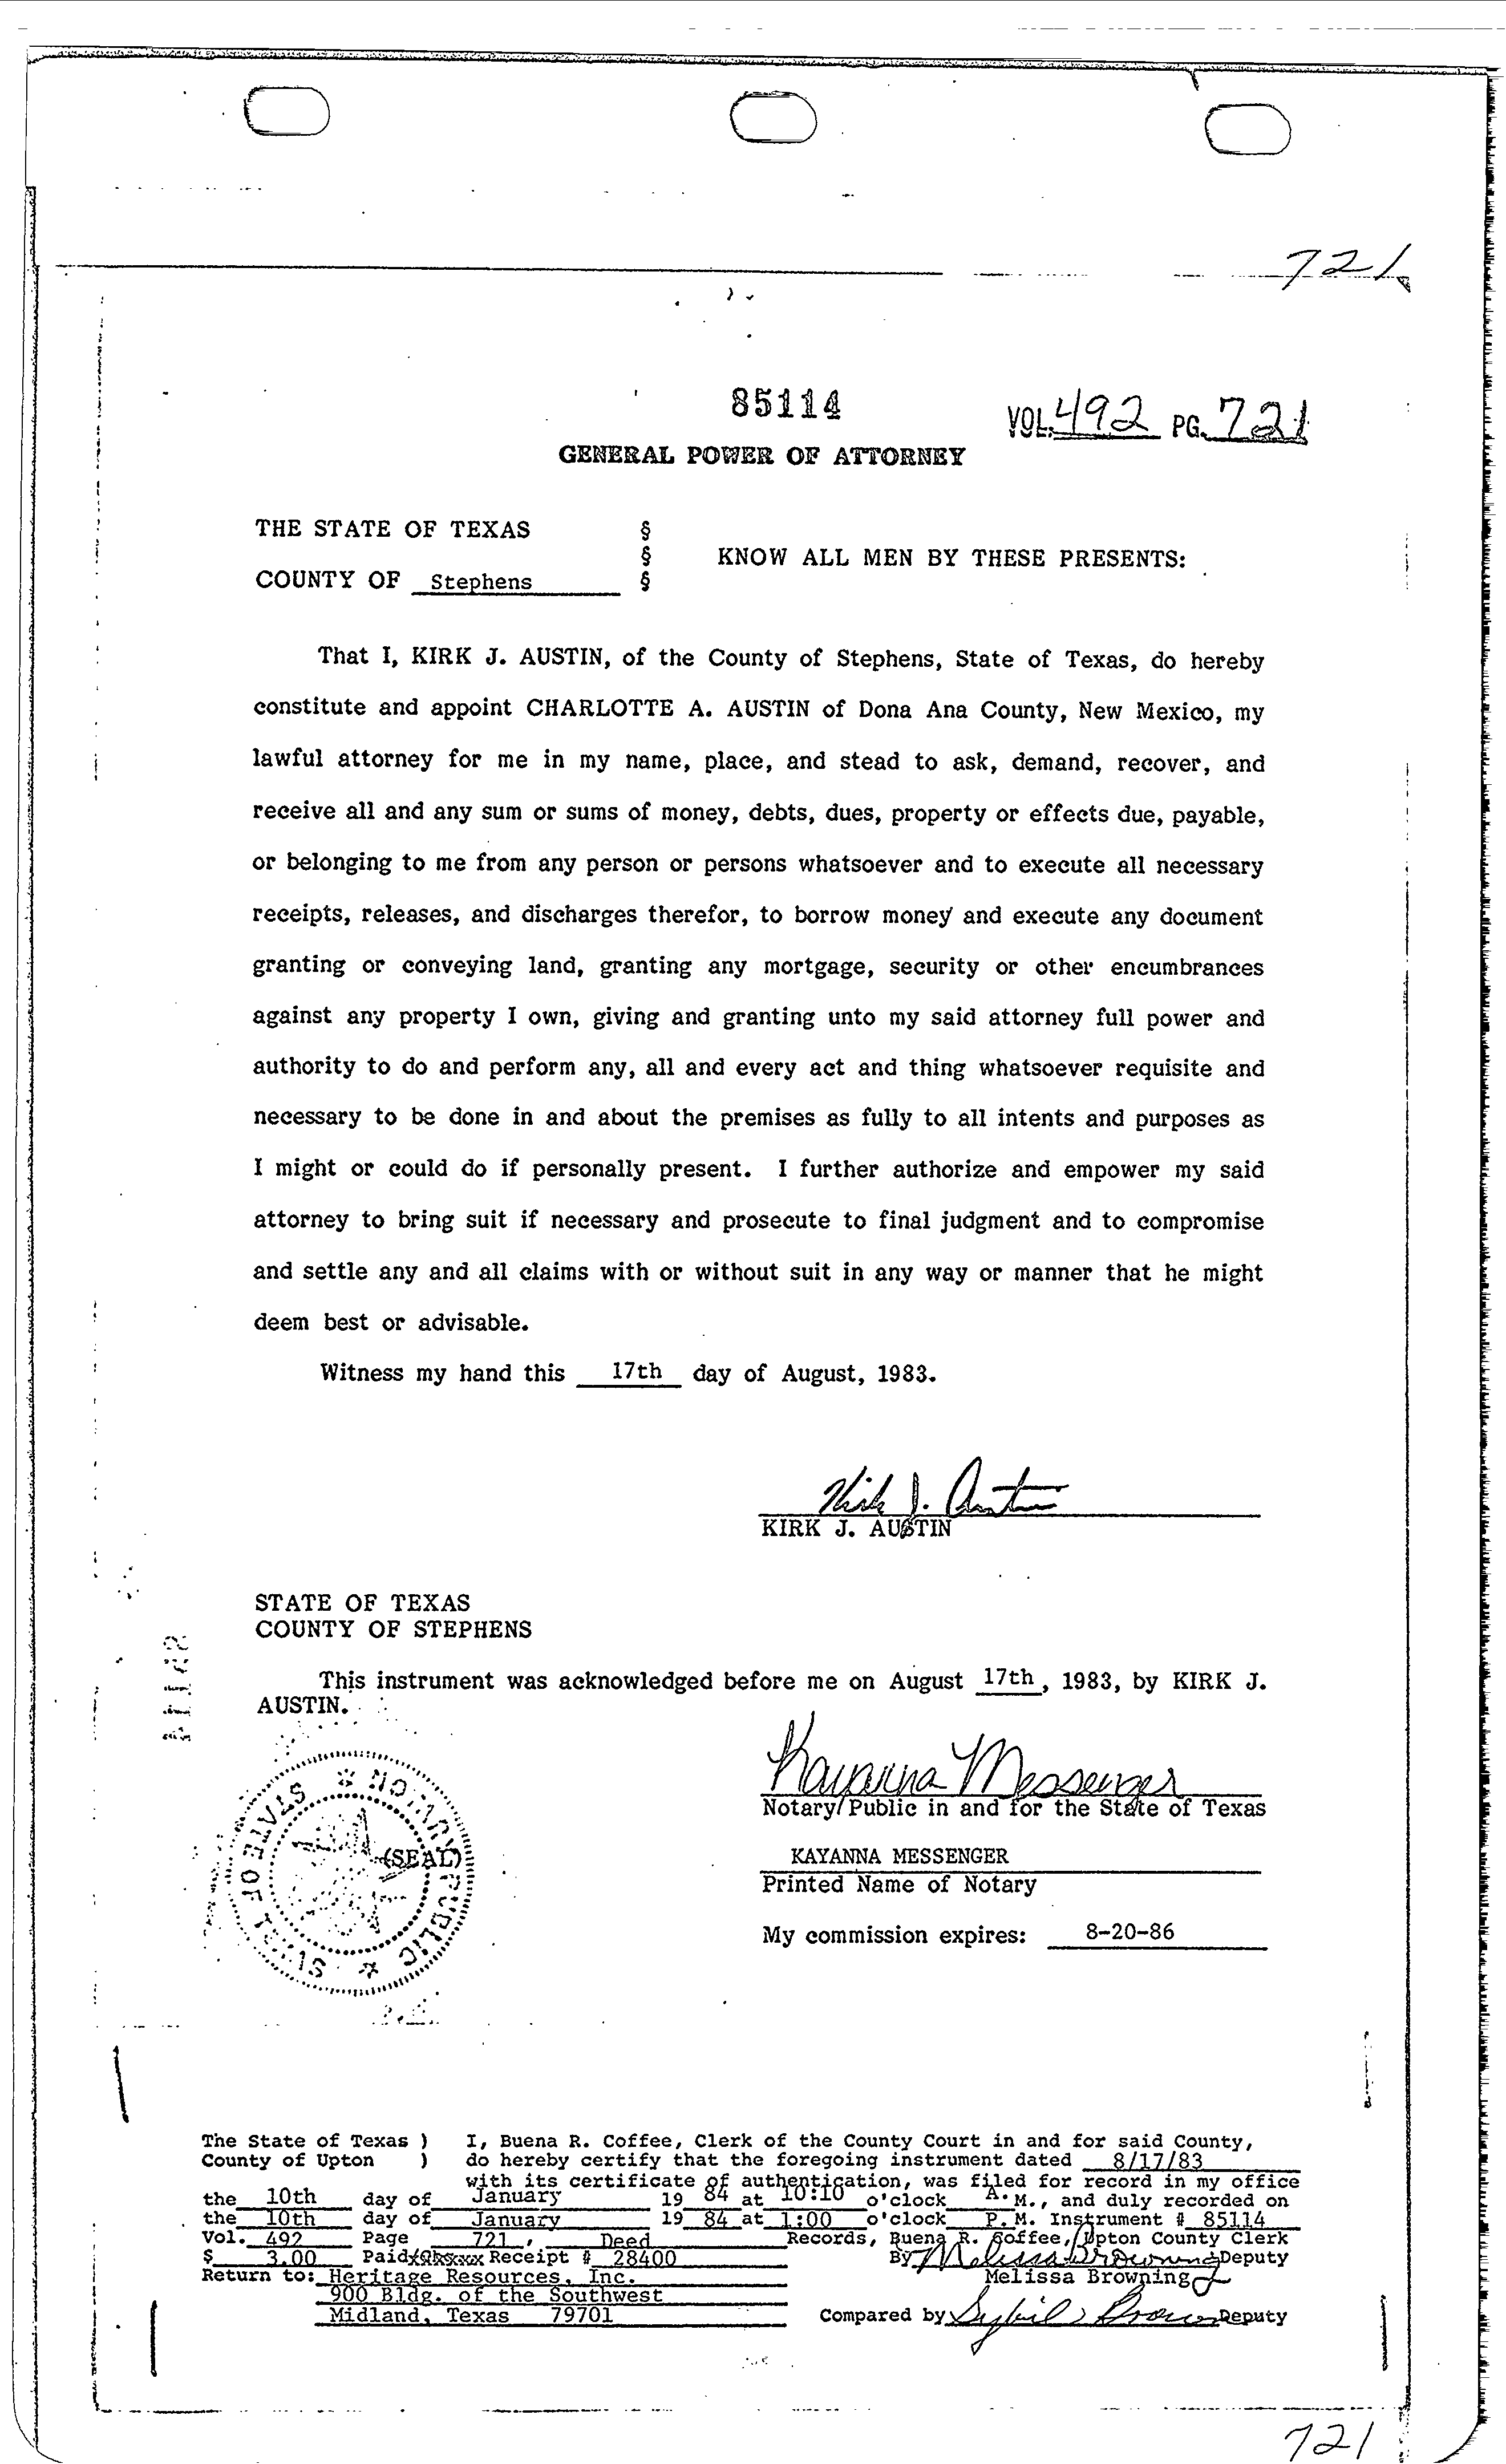 721
85114
VOL. 492 PG. 721
GENERAL POWER OF ATTORNEY
THE STATE OF TEXAS §
§ KNOW ALL MEN BY THESE PRESENTS:
COUNTY OF Stephens §
That I, KIRK J. AUSTIN, of the County of Stephens, State of Texas, do hereby
constitute and appoint CHARLOTTE A. AUSTIN of Dona Ana County, New Mexico, my
lawful attorney for me in my name, place, and stead to ask, demand, recover, and
receive all and any sum or sums of money, debts, dues, property or effects due, payable,
or belonging to me from any person or persons whatsoever and to execute all necessary
receipts, releases, and discharges therefor, to borrow money and execute any document
granting or conveying land, granting any mortgage, security or other encumbrances
against any property I own, giving and granting unto my said attorney full power and
authority to do and perform any, all and every act and thing whatsoever requisite and
necessary to be done in and about the premises as fully to all intents and purposes as
I might or could do if personally present. I further authorize and empower my said
attorney to bring suit if necessary and prosecute to final judgment and to compromise
and settle any and all claims with or without suit in any way or manner that he might
deem best or advisable.
Witness my hand this 17th day of August, 1983.
Kirk J. Austin
KIRK J. AUSTIN
STATE OF TEXAS
COUNTY OF STEPHENS
This instrument was acknowledged before me on August 17th, 1983, by KIRK J.
AUSTIN.
Kayanna Messenger
Notary Public in and for the State of Texas
NOTARY PUBLIC
STATE OF TEXAS
(SEAL)
KAYANNA MESSENGER
Printed Name of Notary
My commission expires: 8-20-86
The State of Texas ) I, Buena R. Coffee, Clerk of the County Court in and for said County,
County of Upton ) do hereby certify that the foregoing instrument dated 8/17/83
with its certificate of authentication, was filed for record in my office
the 10th day of January 19 84 at 10:10 o'clock A. M., and duly recorded on
the 10th day of January 19 84 at 1:00 o'clock P. M. Instrument # 85114
Vol. 492 Page 721, Deed Records, Buena R. Coffee, Upton County Clerk
$ 3.00 Paid Receipt # 28400 By Melissa Browning Deputy
Return to: Heritage Resources, Inc. Melissa Browning
900 Bldg. of the Southwest
Midland, Texas 79701 Compared by Sybil Brown Deputy
721